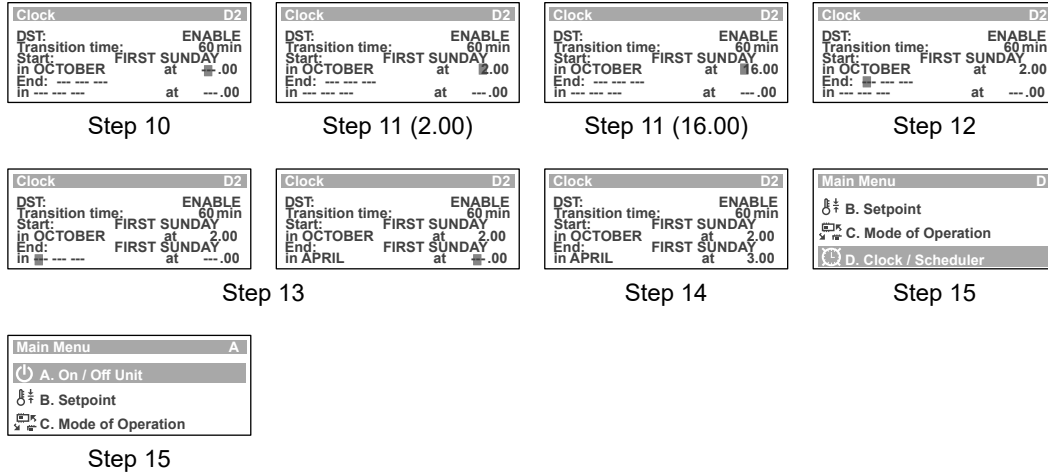 Clock D2
DST: ENABLE
Transition time: 60 min
Start: FIRST SUNDAY
in OCTOBER at --- .00
End: --- --- ---
in --- --- --- at --- .00
Step 10
Clock D2
DST: ENABLE
Transition time: 60 min
Start: FIRST SUNDAY
in OCTOBER at 2.00
End: --- --- ---
in --- --- --- at --- .00
Step 11 (2.00)
Clock D2
DST: ENABLE
Transition time: 60 min
Start: FIRST SUNDAY
in OCTOBER at 16.00
End: --- --- ---
in --- --- --- at --- .00
Step 11 (16.00)
Clock D2
DST: ENABLE
Transition time: 60 min
Start: FIRST SUNDAY
in OCTOBER at 2.00
End: --- --- ---
in --- --- --- at --- .00
Step 12
Clock D2
DST: ENABLE
Transition time: 60 min
Start: FIRST SUNDAY
in OCTOBER at 2.00
End: FIRST SUNDAY
in --- --- --- at --- .00
Clock D2
DST: ENABLE
Transition time: 60 min
Start: FIRST SUNDAY
in OCTOBER at 2.00
End: FIRST SUNDAY
in APRIL at --- .00
Step 13
Clock D2
DST: ENABLE
Transition time: 60 min
Start: FIRST SUNDAY
in OCTOBER at 2.00
End: FIRST SUNDAY
in APRIL at 3.00
Step 14
Main Menu D
B. Setpoint
C. Mode of Operation
D. Clock / Scheduler
Step 15
Main Menu A
A. On / Off Unit
B. Setpoint
C. Mode of Operation
Step 15